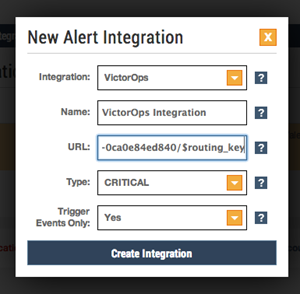 New Alert Integration X
Integration: VictorOps ?
Name: VictorOps Integration ?
URL: -0ca0e84ed840/$routing_key ?
Type: CRITICAL ?
Trigger
Events Only: Yes ?
Create Integration